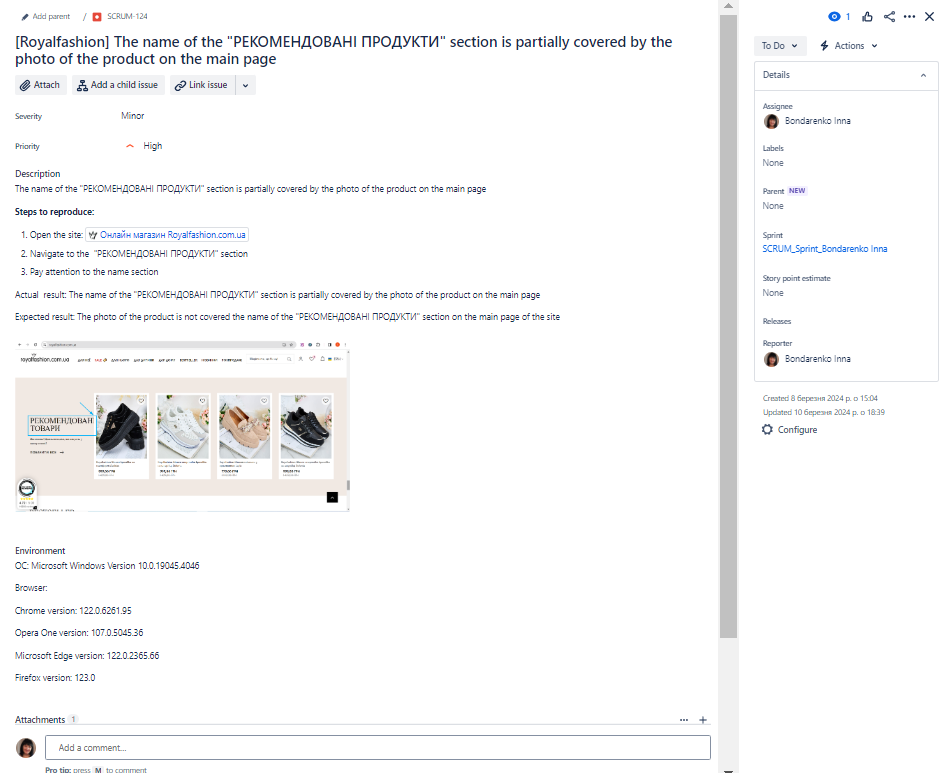 Add parent / SCRUM-124
1
[Royalfashion] The name of the "РЕКОМЕНДОВАНІ ПРОДУКТИ" section is partially covered by the
photo of the product on the main page
To Do
Actions
Attach
Add a child issue
Link issue
Details
Severity
Minor
Priority
High
Assignee
Bondarenko Inna
Labels
None
Parent NEW
None
Sprint
SCRUM_Sprint_Bondarenko Inna
Story point estimate
None
Releases
Reporter
Bondarenko Inna
Created 8 березня 2024 р. о 15:04
Updated 10 березня 2024 р. о 18:39
Configure
Description
The name of the "РЕКОМЕНДОВАНІ ПРОДУКТИ" section is partially covered by the photo of the product on the main page
Steps to reproduce:
1. Open the site: Онлайн магазин Royalfashion.com.ua
2. Navigate to the "РЕКОМЕНДОВАНІ ПРОДУКТИ" section
3. Pay attention to the name section
Actual result: The name of the "РЕКОМЕНДОВАНІ ПРОДУКТИ" section is partially covered by the photo of the product on the main page
Expected result: The photo of the product is not covered the name of the "РЕКОМЕНДОВАНІ ПРОДУКТИ" section on the main page of the site
royalfashion.com.ua
РЕКОМЕНДОВАН
ТОВАРИ
Environment
ОС: Microsoft Windows Version 10.0.19045.4046
Browser:
Chrome version: 122.0.6261.95
Opera One version: 107.0.5045.36
Microsoft Edge version: 122.0.2365.66
Firefox version: 123.0
Attachments 1
Add a comment...
Pro tip: press M to comment